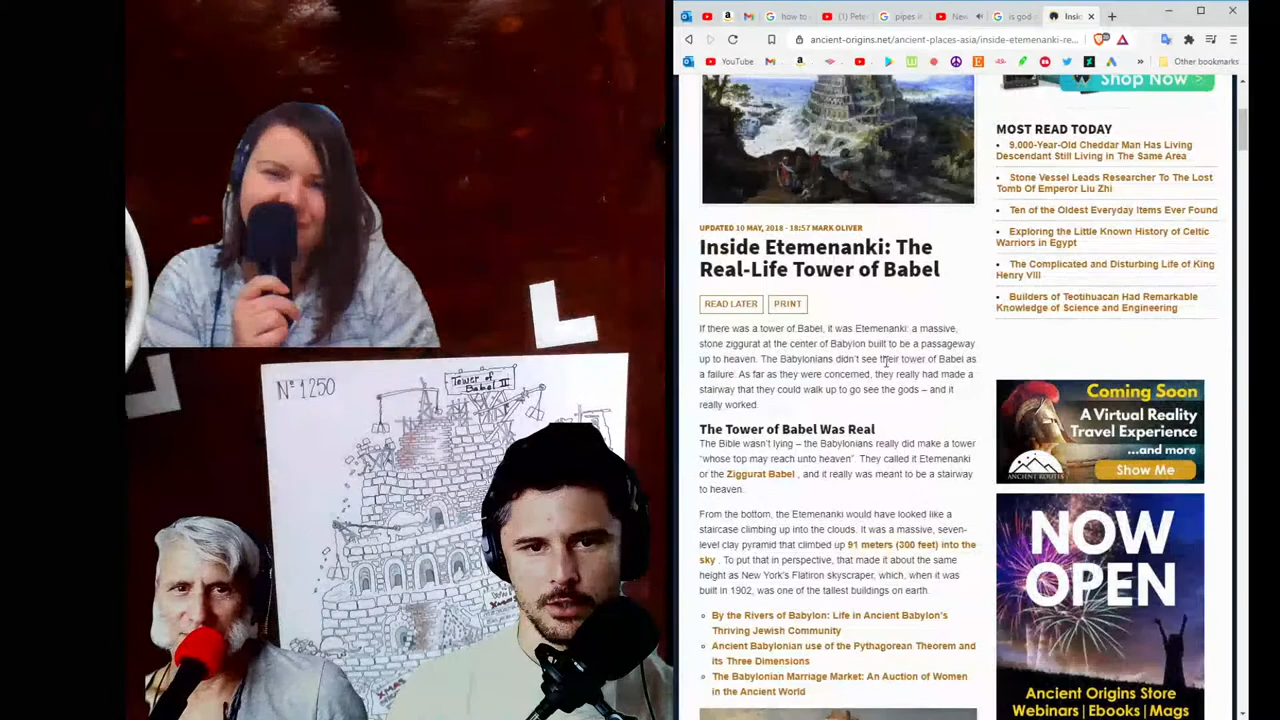 how to
(1) Pete
pipes i
Nev
is god
Insi
ancient-origins.net/ancient-places-asia/inside-etemenanki-re...
YouTube
Other bookmarks
Shop Now
MOST READ TODAY
9,000-Year-Old Cheddar Man Has Living
Descendant Still Living in The Same Area
Stone Vessel Leads Researcher To The Lost
Tomb Of Emperor Liu Zhi
Ten of the Oldest Everyday Items Ever Found
Exploring the Little Known History of Celtic
Warriors in Egypt
The Complicated and Disturbing Life of King
Henry VIII
Builders of Teotihuacan Had Remarkable
Knowledge of Science and Engineering
UPDATED 10 MAY, 2018 - 18:57 MARK OLIVER
Inside Etemenanki: The
Real-Life Tower of Babel
READ LATER
PRINT
If there was a tower of Babel, it was Etemenanki: a massive,
stone ziggurat at the center of Babylon built to be a passageway
up to heaven. The Babylonians didn't see their tower of Babel as
a failure. As far as they were concerned, they really had made a
stairway that they could walk up to go see the gods – and it
really worked.
The Tower of Babel Was Real
The Bible wasn't lying – the Babylonians really did make a tower
"whose top may reach unto heaven". They called it Etemenanki
or the Ziggurat Babel , and it really was meant to be a stairway
to heaven.
From the bottom, the Etemenanki would have looked like a
staircase climbing up into the clouds. It was a massive, seven-
level clay pyramid that climbed up 91 meters (300 feet) into the
sky . To put that in perspective, that made it about the same
height as New York's Flatiron skyscraper, which, when it was
built in 1902, was one of the tallest buildings on earth.
By the Rivers of Babylon: Life in Ancient Babylon's
Thriving Jewish Community
Ancient Babylonian use of the Pythagorean Theorem and
its Three Dimensions
The Babylonian Marriage Market: An Auction of Women
in the Ancient World
Coming Soon
A Virtual Reality
Travel Experience
...and more
Show Me
ANCIENT ROUTES
NOW
OPEN
Ancient Origins Store
Webinars | Ebooks | Mags
Nº 1250
Tower of
Babel II